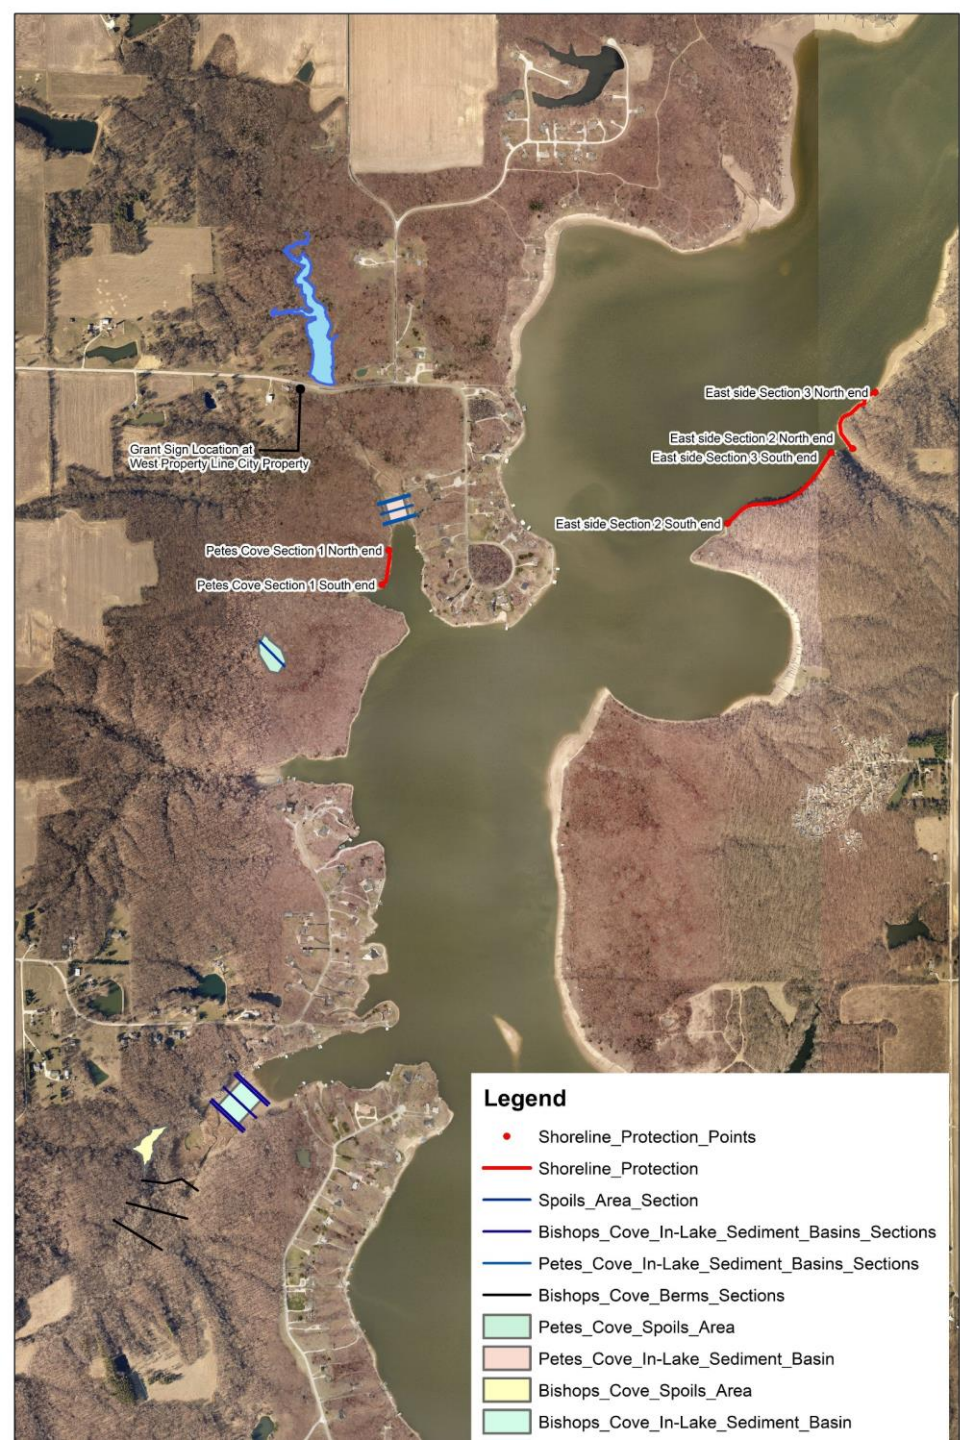 East side Section 3 North end
East side Section 2 North end
Grant Sign Location at
West Property Line City Property
East side Section 3 South end
East side Section 2 South end
Petes Cove Section 1 North end
Petes Cove Section 1 South end
Legend
Shoreline_Protection_Points
Shoreline_Protection
Spoils_Area_Section
Bishops_Cove_In-Lake_Sediment_Basins_Sections
Petes_Cove_In-Lake_Sediment_Basins_Sections
Bishops_Cove_Berms_Sections
Petes_Cove_Spoils_Area
Petes_Cove_In-Lake_Sediment_Basin
Bishops_Cove_Spoils_Area
Bishops_Cove_In-Lake_Sediment_Basin